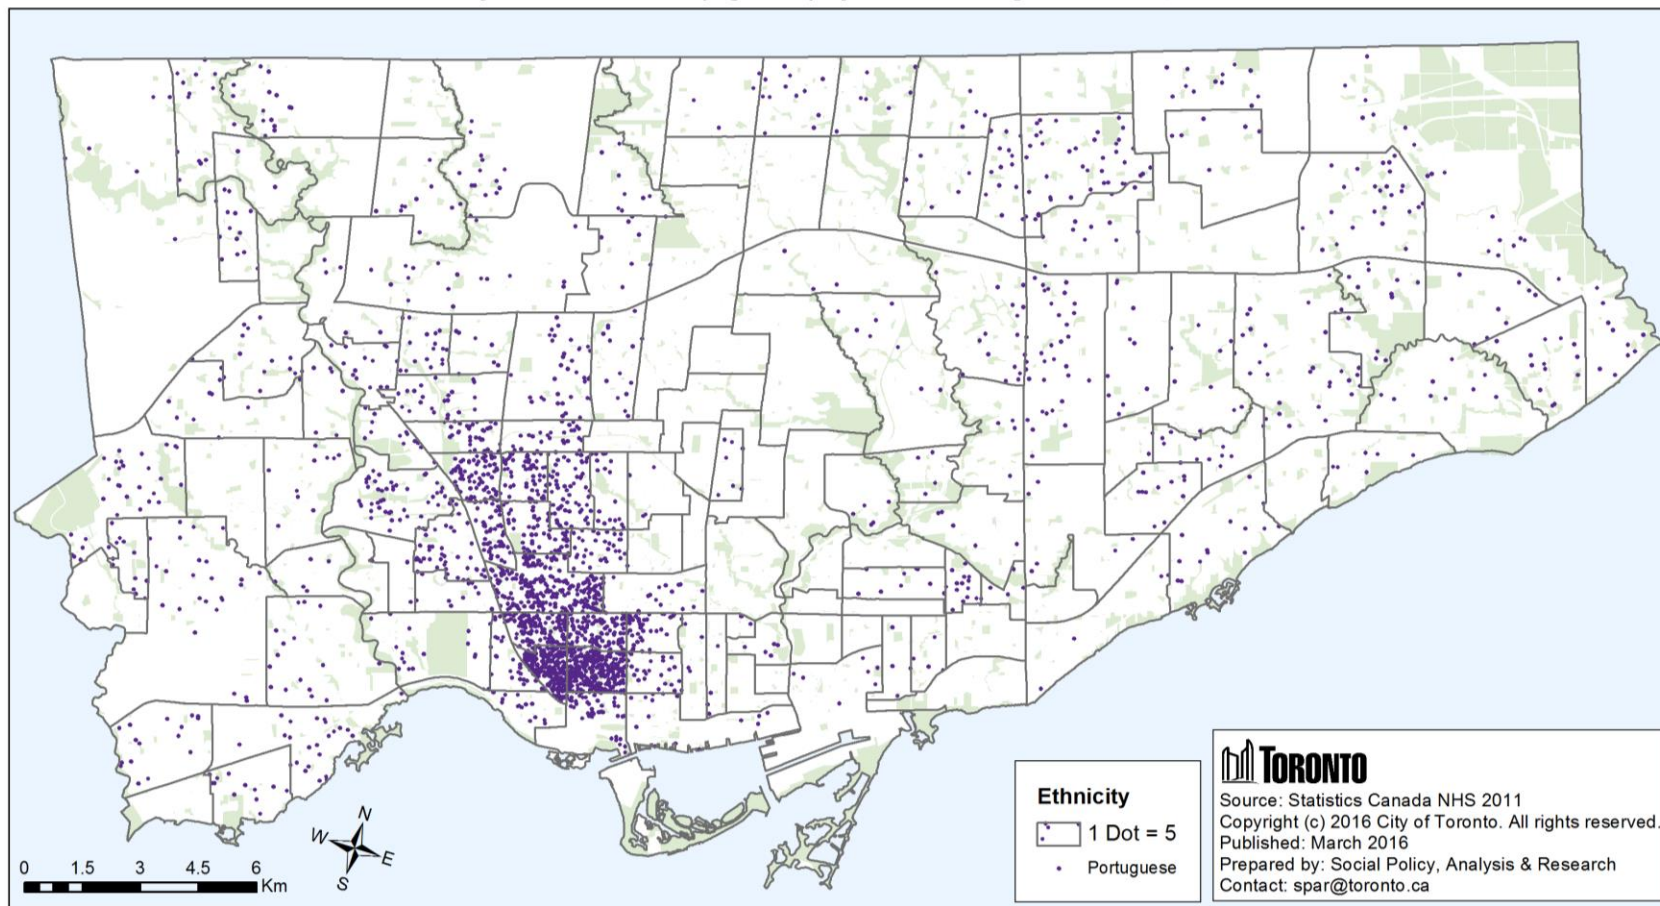 N
W
E
S
0 1.5 3 4.5 6
Km
Ethnicity
1 Dot = 5
Portuguese
TORONTO
Source: Statistics Canada NHS 2011
Copyright (c) 2016 City of Toronto. All rights reserved.
Published: March 2016
Prepared by: Social Policy, Analysis & Research
Contact: spar@toronto.ca